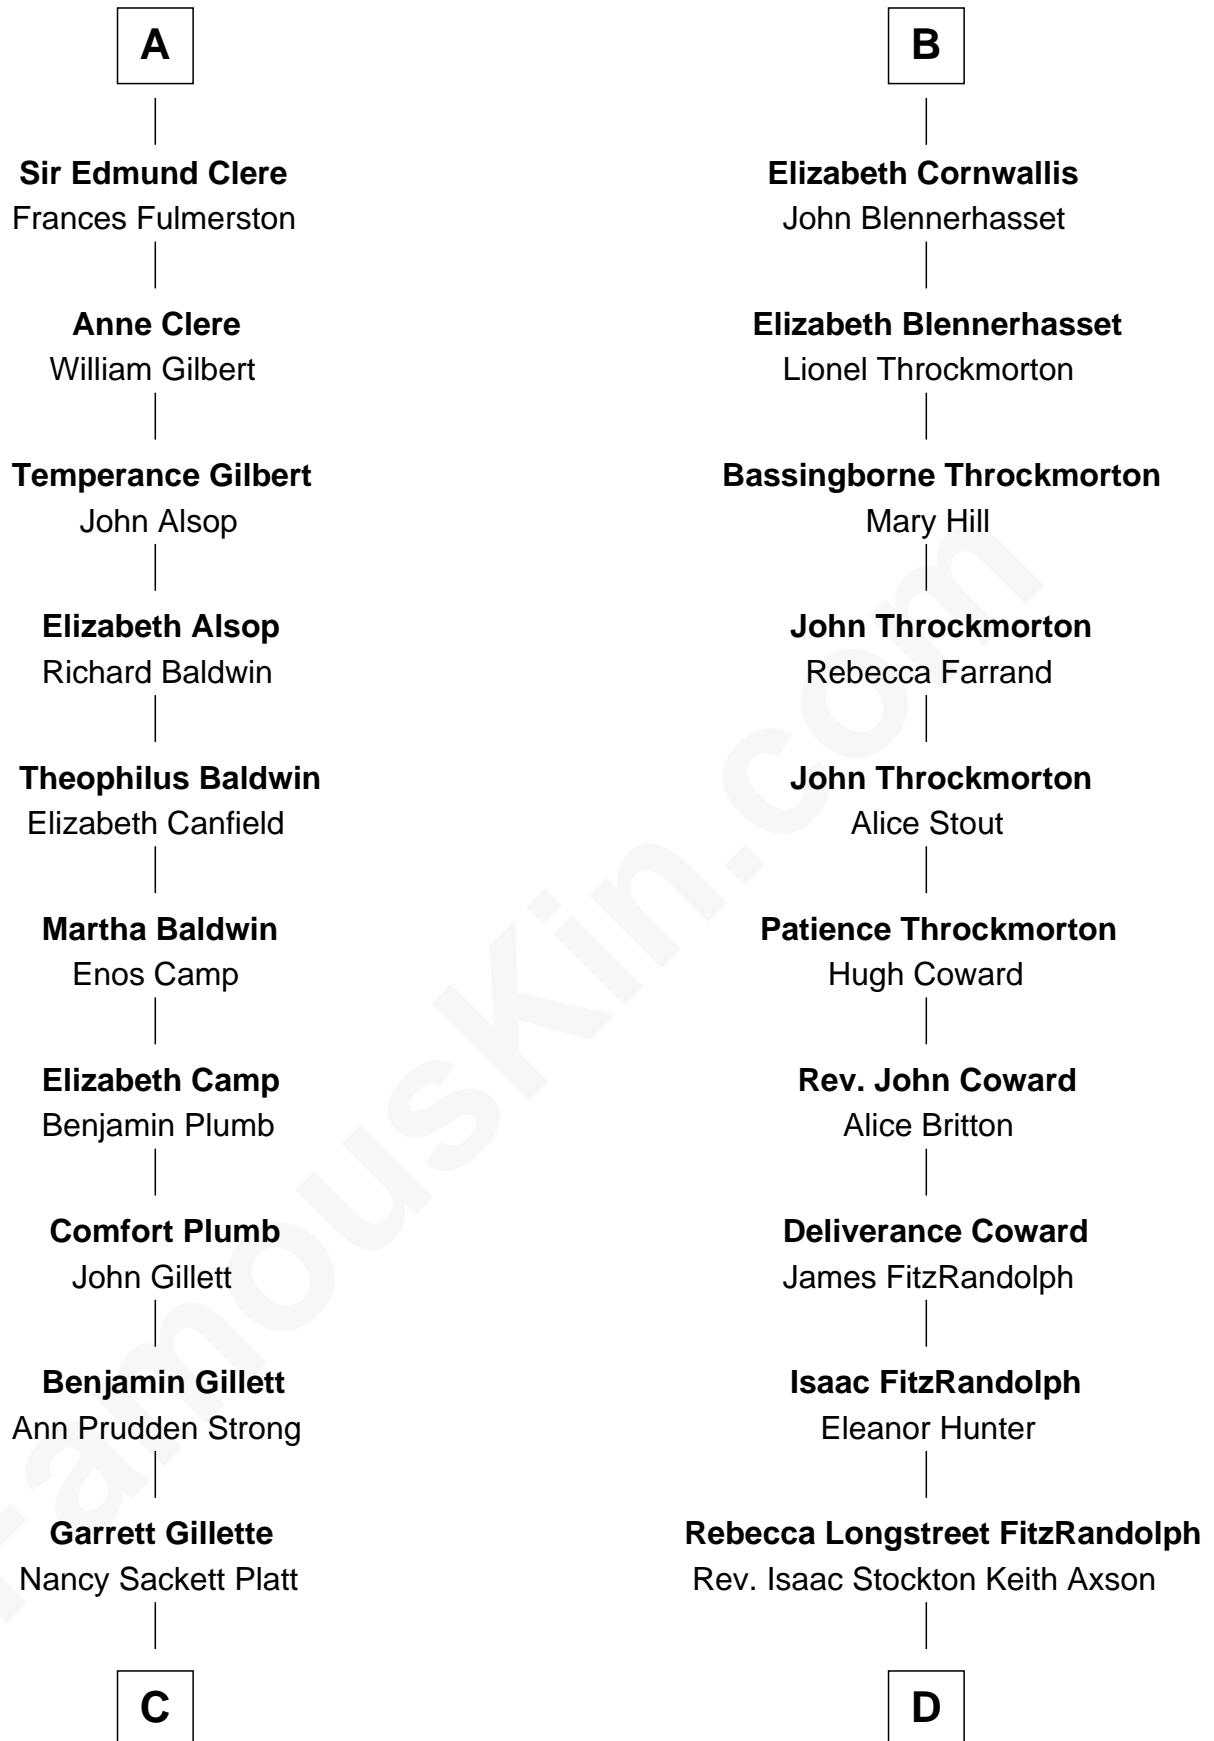 A
Sir Edmund Clere
Frances Fulmerston
Anne Clere
William Gilbert
Temperance Gilbert
John Alsop
Elizabeth Alsop
Richard Baldwin
Theophilus Baldwin
Elizabeth Canfield
Martha Baldwin
Enos Camp
Elizabeth Camp
Benjamin Plumb
Comfort Plumb
John Gillett
Benjamin Gillett
Ann Prudden Strong
Garrett Gillette
Nancy Sackett Platt
C
B
Elizabeth Cornwallis
John Blennerhasset
Elizabeth Blennerhasset
Lionel Throckmorton
Bassingborne Throckmorton
Mary Hill
John Throckmorton
Rebecca Farrand
John Throckmorton
Alice Stout
Patience Throckmorton
Hugh Coward
Rev. John Coward
Alice Britton
Deliverance Coward
James FitzRandolph
Isaac FitzRandolph
Eleanor Hunter
Rebecca Longstreet FitzRandolph
Rev. Isaac Stockton Keith Axson
D
FamousKin.com